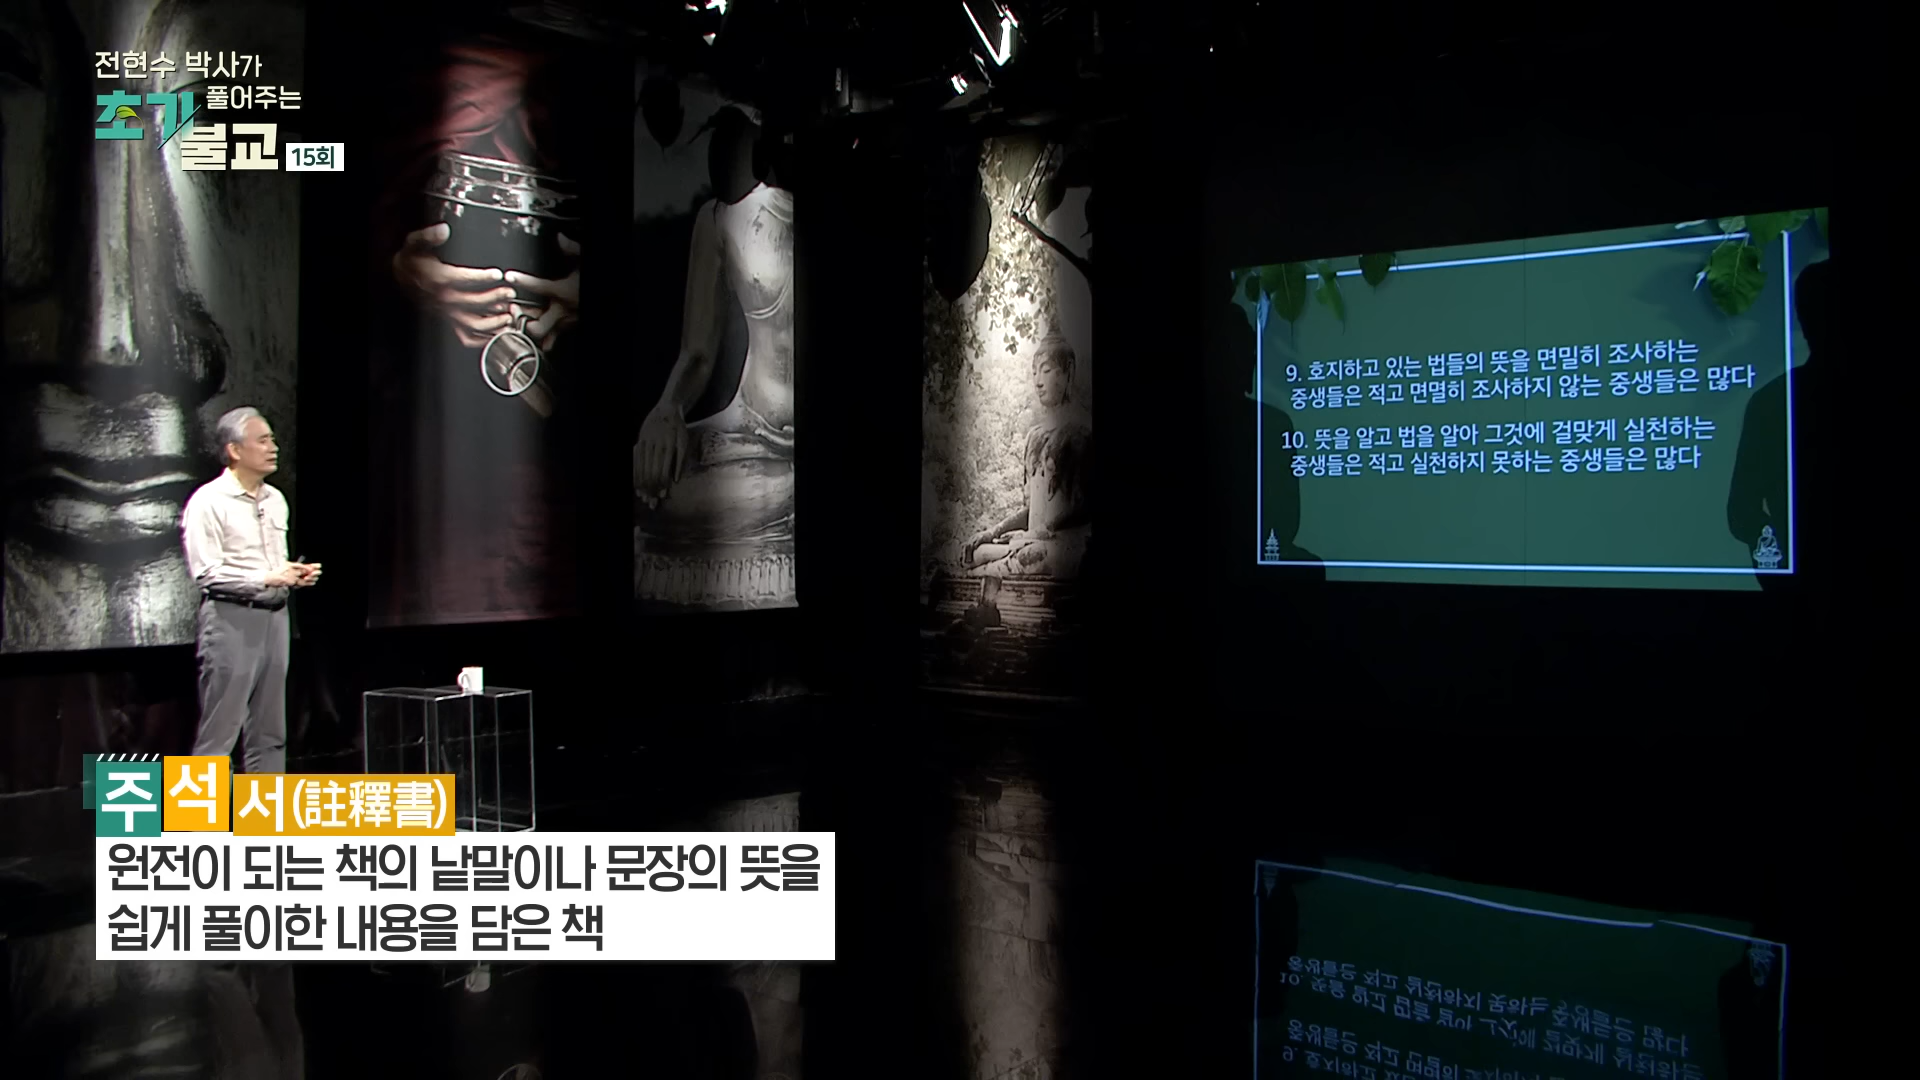 전현수 박사가
풀어주는
초기
불교 15회
9. 호지하고 있는 법들의 뜻을 면밀히 조사하는
중생들은 적고 면멸히 조사하지 않는 중생들은 많다
10. 뜻을 알고 법을 알아 그것에 걸맞게 실천하는
중생들은 적고 실천하지 못하는 중생들은 많다
주석서(註釋書)
원전이 되는 책의 낱말이나 문장의 뜻을
쉽게 풀이한 내용을 담은 책